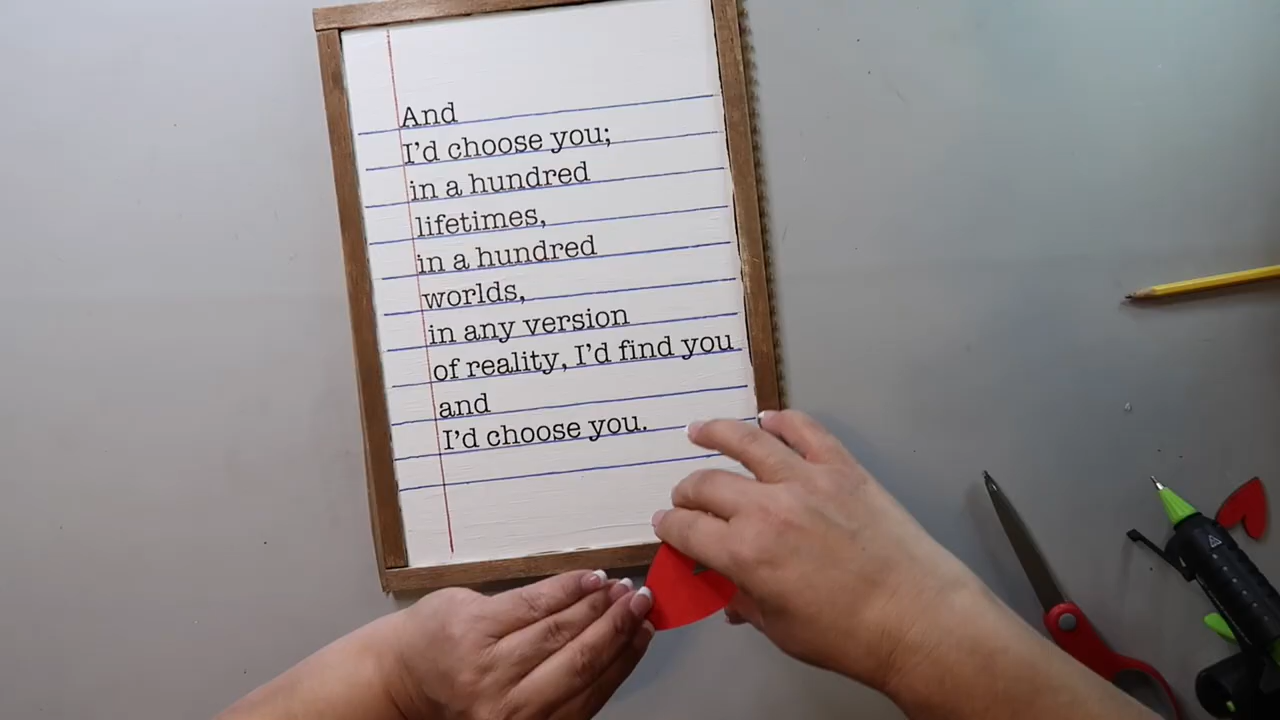 And
I'd choose you;
in a hundred
lifetimes,
in a hundred
worlds,
in any version
of reality, I'd find you
and
I'd choose you.